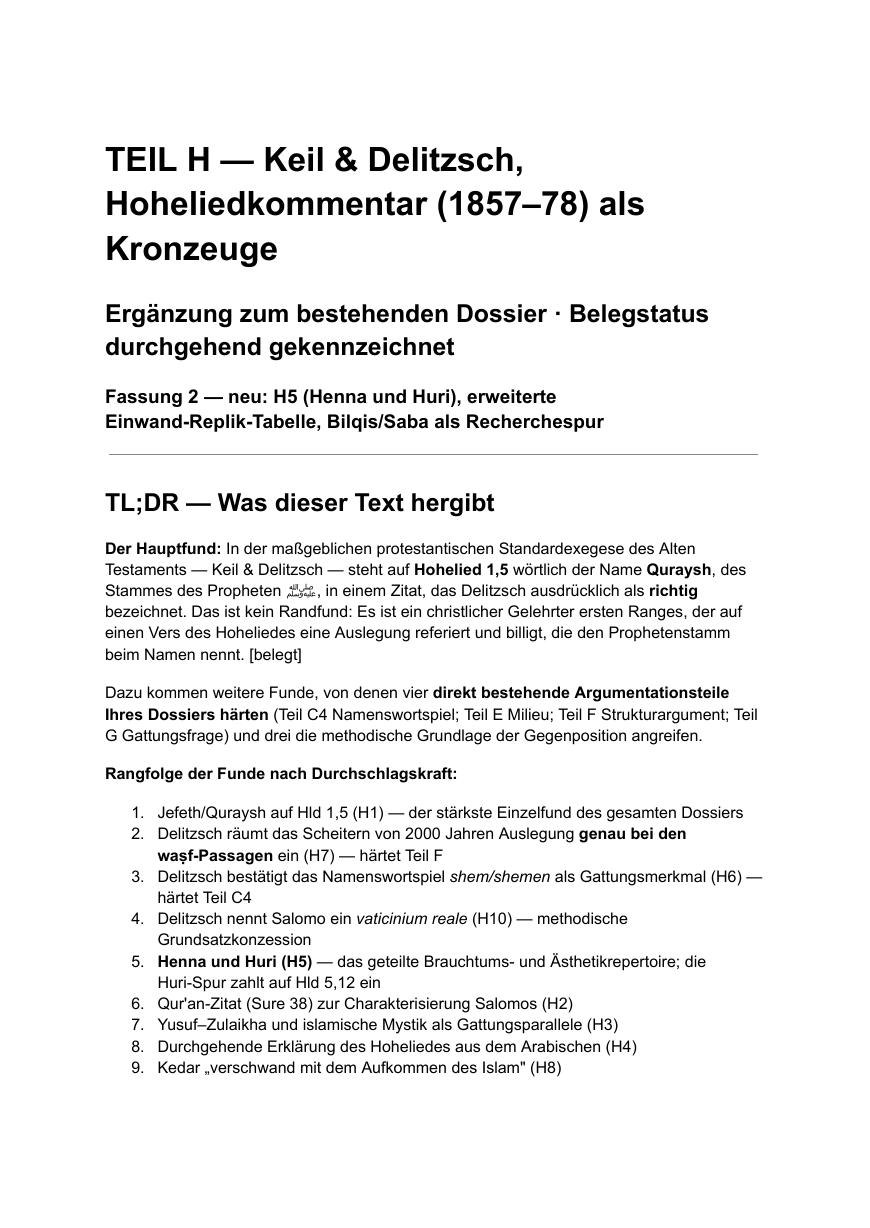 TEIL H — Keil & Delitzsch,
Hoheliedkommentar (1857–78) als
Kronzeuge
Ergänzung zum bestehenden Dossier · Belegstatus
durchgehend gekennzeichnet
Fassung 2 — neu: H5 (Henna und Huri), erweiterte
Einwand-Replik-Tabelle, Bilqis/Saba als Recherchespur
TL;DR — Was dieser Text hergibt
Der Hauptfund: In der maßgeblichen protestantischen Standardexegese des Alten
Testaments — Keil & Delitzsch — steht auf Hohelied 1,5 wörtlich der Name Quraysh, des
Stammes des Propheten ﷺ, in einem Zitat, das Delitzsch ausdrücklich als richtig
bezeichnet. Das ist kein Randfund: Es ist ein christlicher Gelehrter ersten Ranges, der auf
einen Vers des Hoheliedes eine Auslegung referiert und billigt, die den Prophetenstamm
beim Namen nennt. [belegt]
Dazu kommen weitere Funde, von denen vier direkt bestehende Argumentationsteile
Ihres Dossiers härten (Teil C4 Namenswortspiel; Teil E Milieu; Teil F Strukturargument; Teil
G Gattungsfrage) und drei die methodische Grundlage der Gegenposition angreifen.
Rangfolge der Funde nach Durchschlagskraft:
1. Jefeth/Quraysh auf Hld 1,5 (H1) — der stärkste Einzelfund des gesamten Dossiers
2. Delitzsch räumt das Scheitern von 2000 Jahren Auslegung genau bei den
waṣf-Passagen ein (H7) — härtet Teil F
3. Delitzsch bestätigt das Namenswortspiel shem/shemen als Gattungsmerkmal (H6) —
härtet Teil C4
4. Delitzsch nennt Salomo ein vaticinium reale (H10) — methodische
Grundsatzkonzession
5. Henna und Huri (H5) — das geteilte Brauchtums- und Ästhetikrepertoire; die
Huri-Spur zahlt auf Hld 5,12 ein
6. Qur'an-Zitat (Sure 38) zur Charakterisierung Salomos (H2)
7. Yusuf–Zulaikha und islamische Mystik als Gattungsparallele (H3)
8. Durchgehende Erklärung des Hoheliedes aus dem Arabischen (H4)
9. Kedar „verschwand mit dem Aufkommen des Islam" (H8)